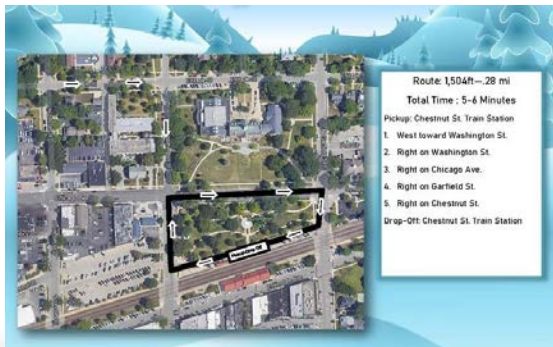 Route: 1,504ft—.28 mi
Total Time : 5-6 Minutes
Pickup: Chestnut St. Train Station
1. West toward Washington St.
2. Right on Washington St.
3. Right on Chicago Ave.
4. Right on Garfield St.
5. Right on Chestnut St.
Drop-Off: Chestnut St. Train Station